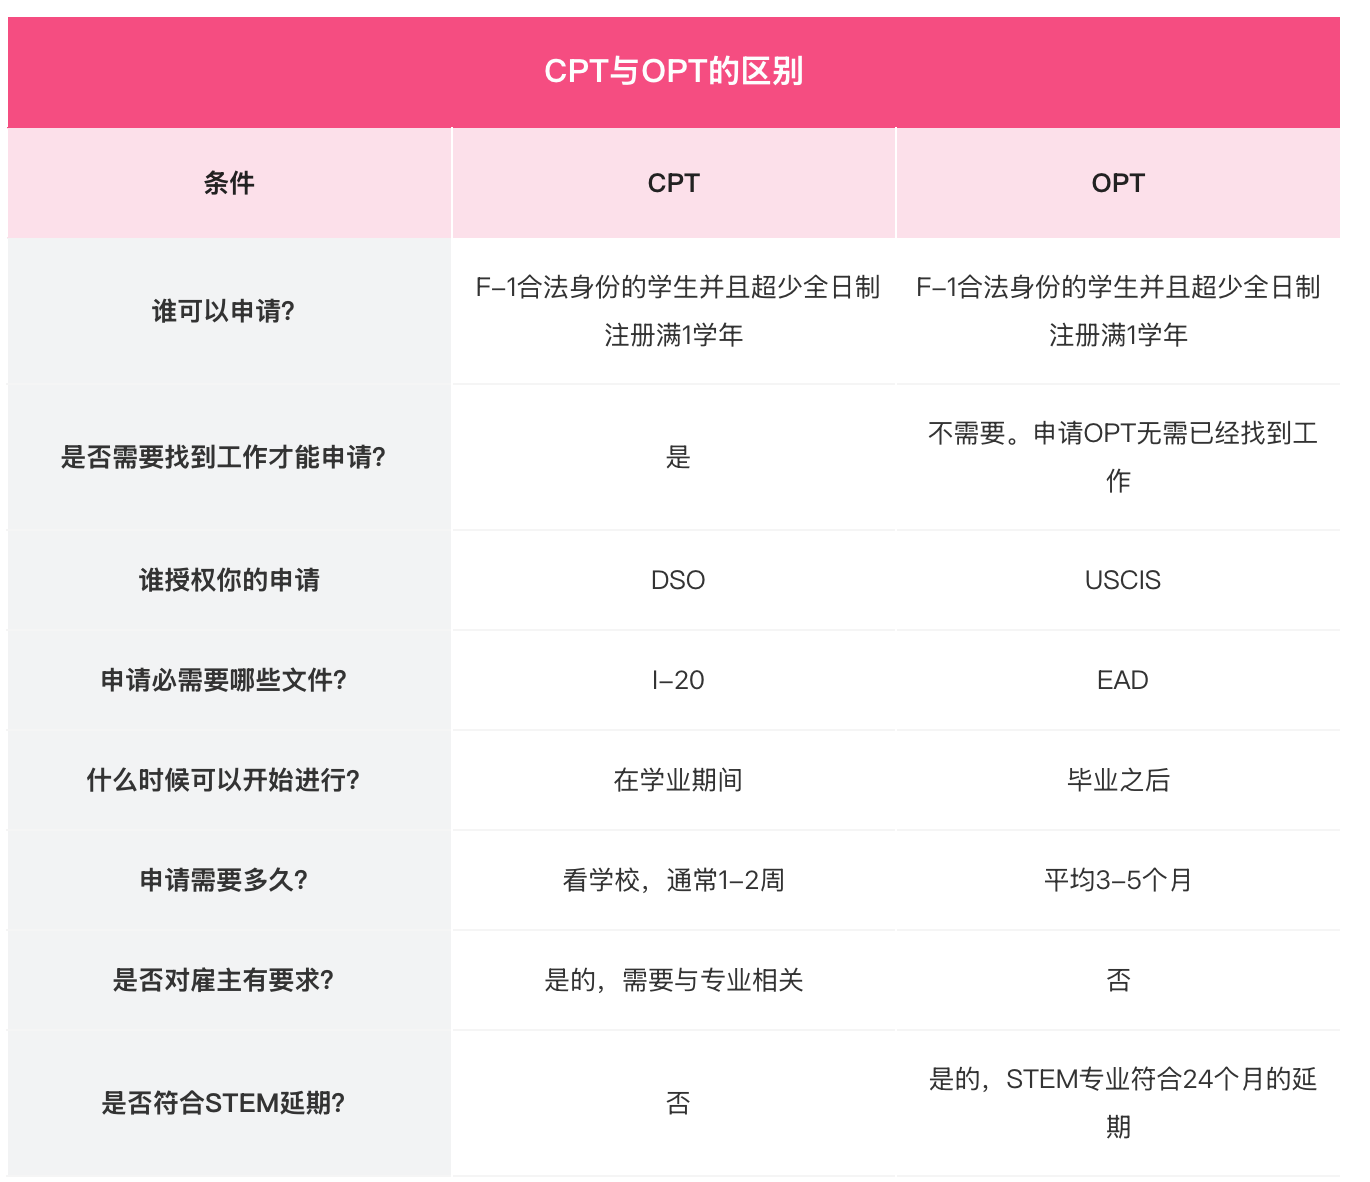 CPT与OPT的区别
条件
CPT
OPT
谁可以申请?
F-1合法身份的学生并且超少全日制
注册满1学年
F-1合法身份的学生并且超少全日制
注册满1学年
是否需要找到工作才能申请?
是
不需要。申请OPT无需已经找到工
作
谁授权你的申请
DSO
USCIS
申请必需要哪些文件?
I-20
EAD
什么时候可以开始进行?
在学业期间
毕业之后
申请需要多久?
看学校，通常1-2周
平均3-5个月
是否对雇主有要求?
是的，需要与专业相关
否
是否符合STEM延期?
否
是的，STEM专业符合24个月的延
期